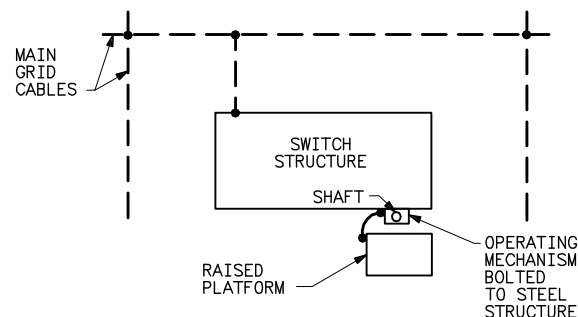 MAIN
GRID
CABLES
SWITCH
STRUCTURE
SHAFT
RAISED
PLATFORM
OPERATING
MECHANISM
BOLTED
TO STEEL
STRUCTURE